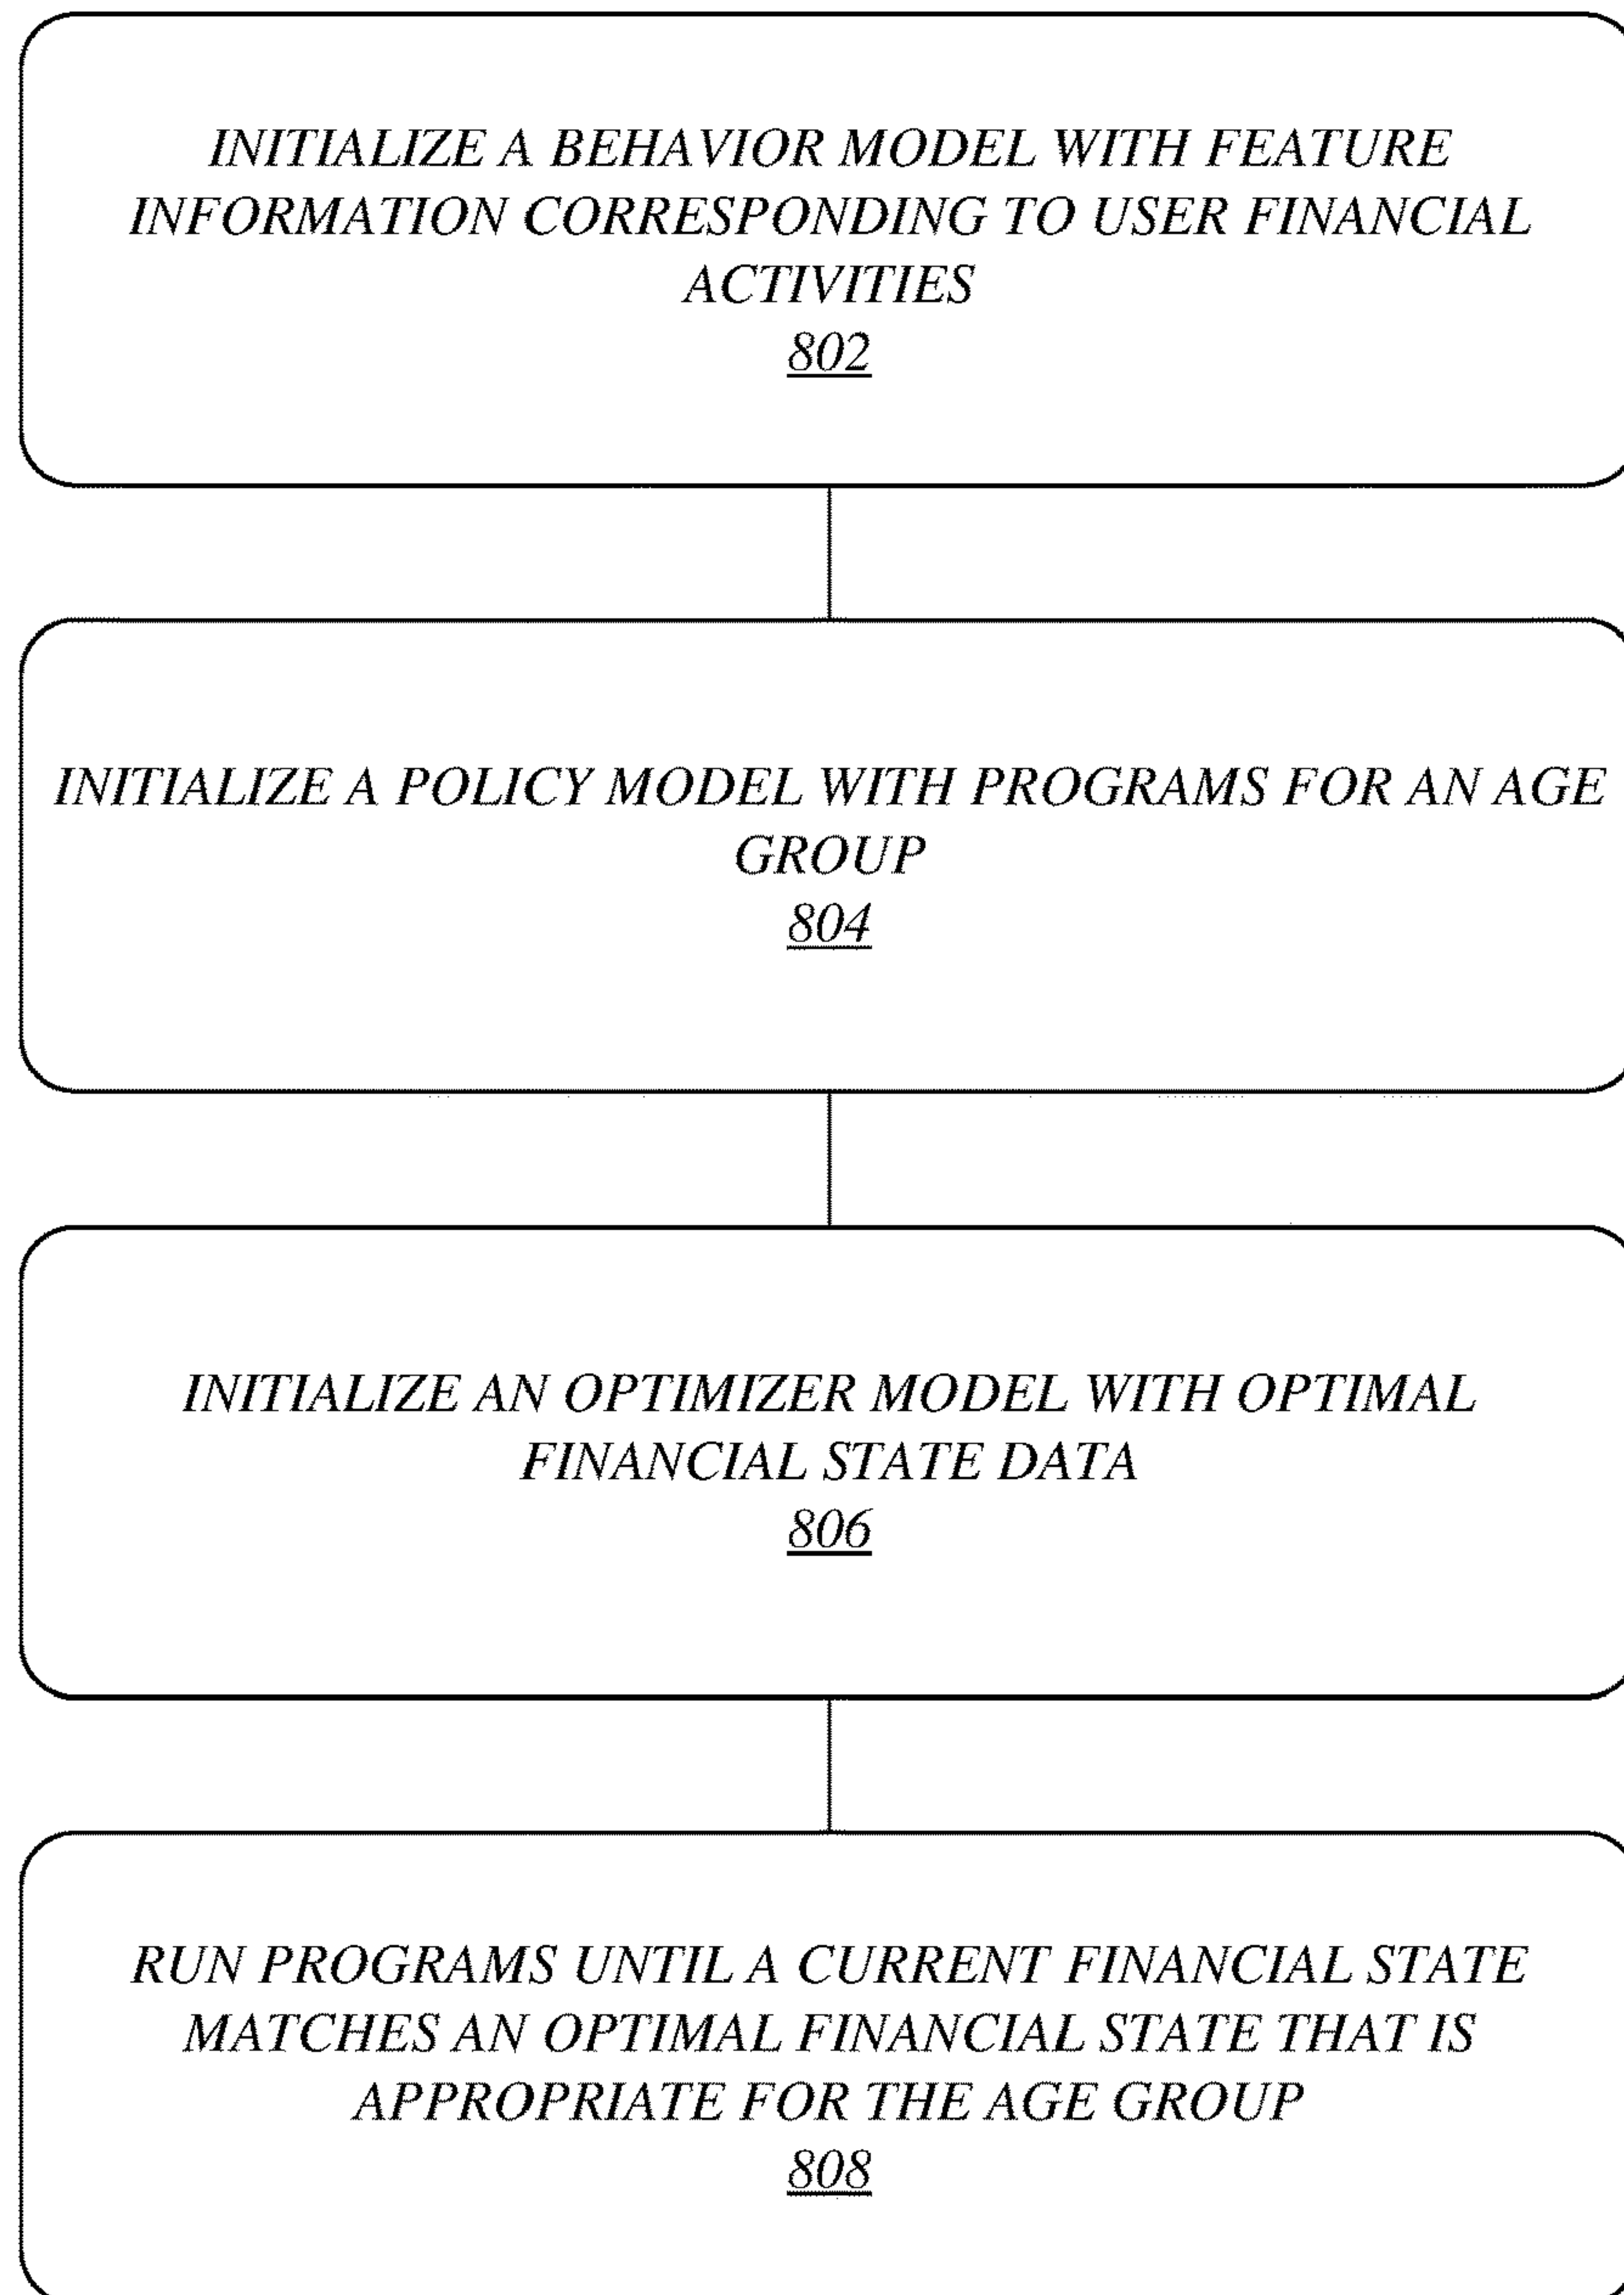 INITIALIZE A BEHAVIOR MODEL WITH FEATURE
INFORMATION CORRESPONDING TO USER FINANCIAL
ACTIVITIES
802
INITIALIZE A POLICY MODEL WITH PROGRAMS FOR AN AGE
GROUP
804
INITIALIZE AN OPTIMIZER MODEL WITH OPTIMAL
FINANCIAL STATE DATA
806
RUN PROGRAMS UNTIL A CURRENT FINANCIAL STATE
MATCHES AN OPTIMAL FINANCIAL STATE THAT IS
APPROPRIATE FOR THE AGE GROUP
808